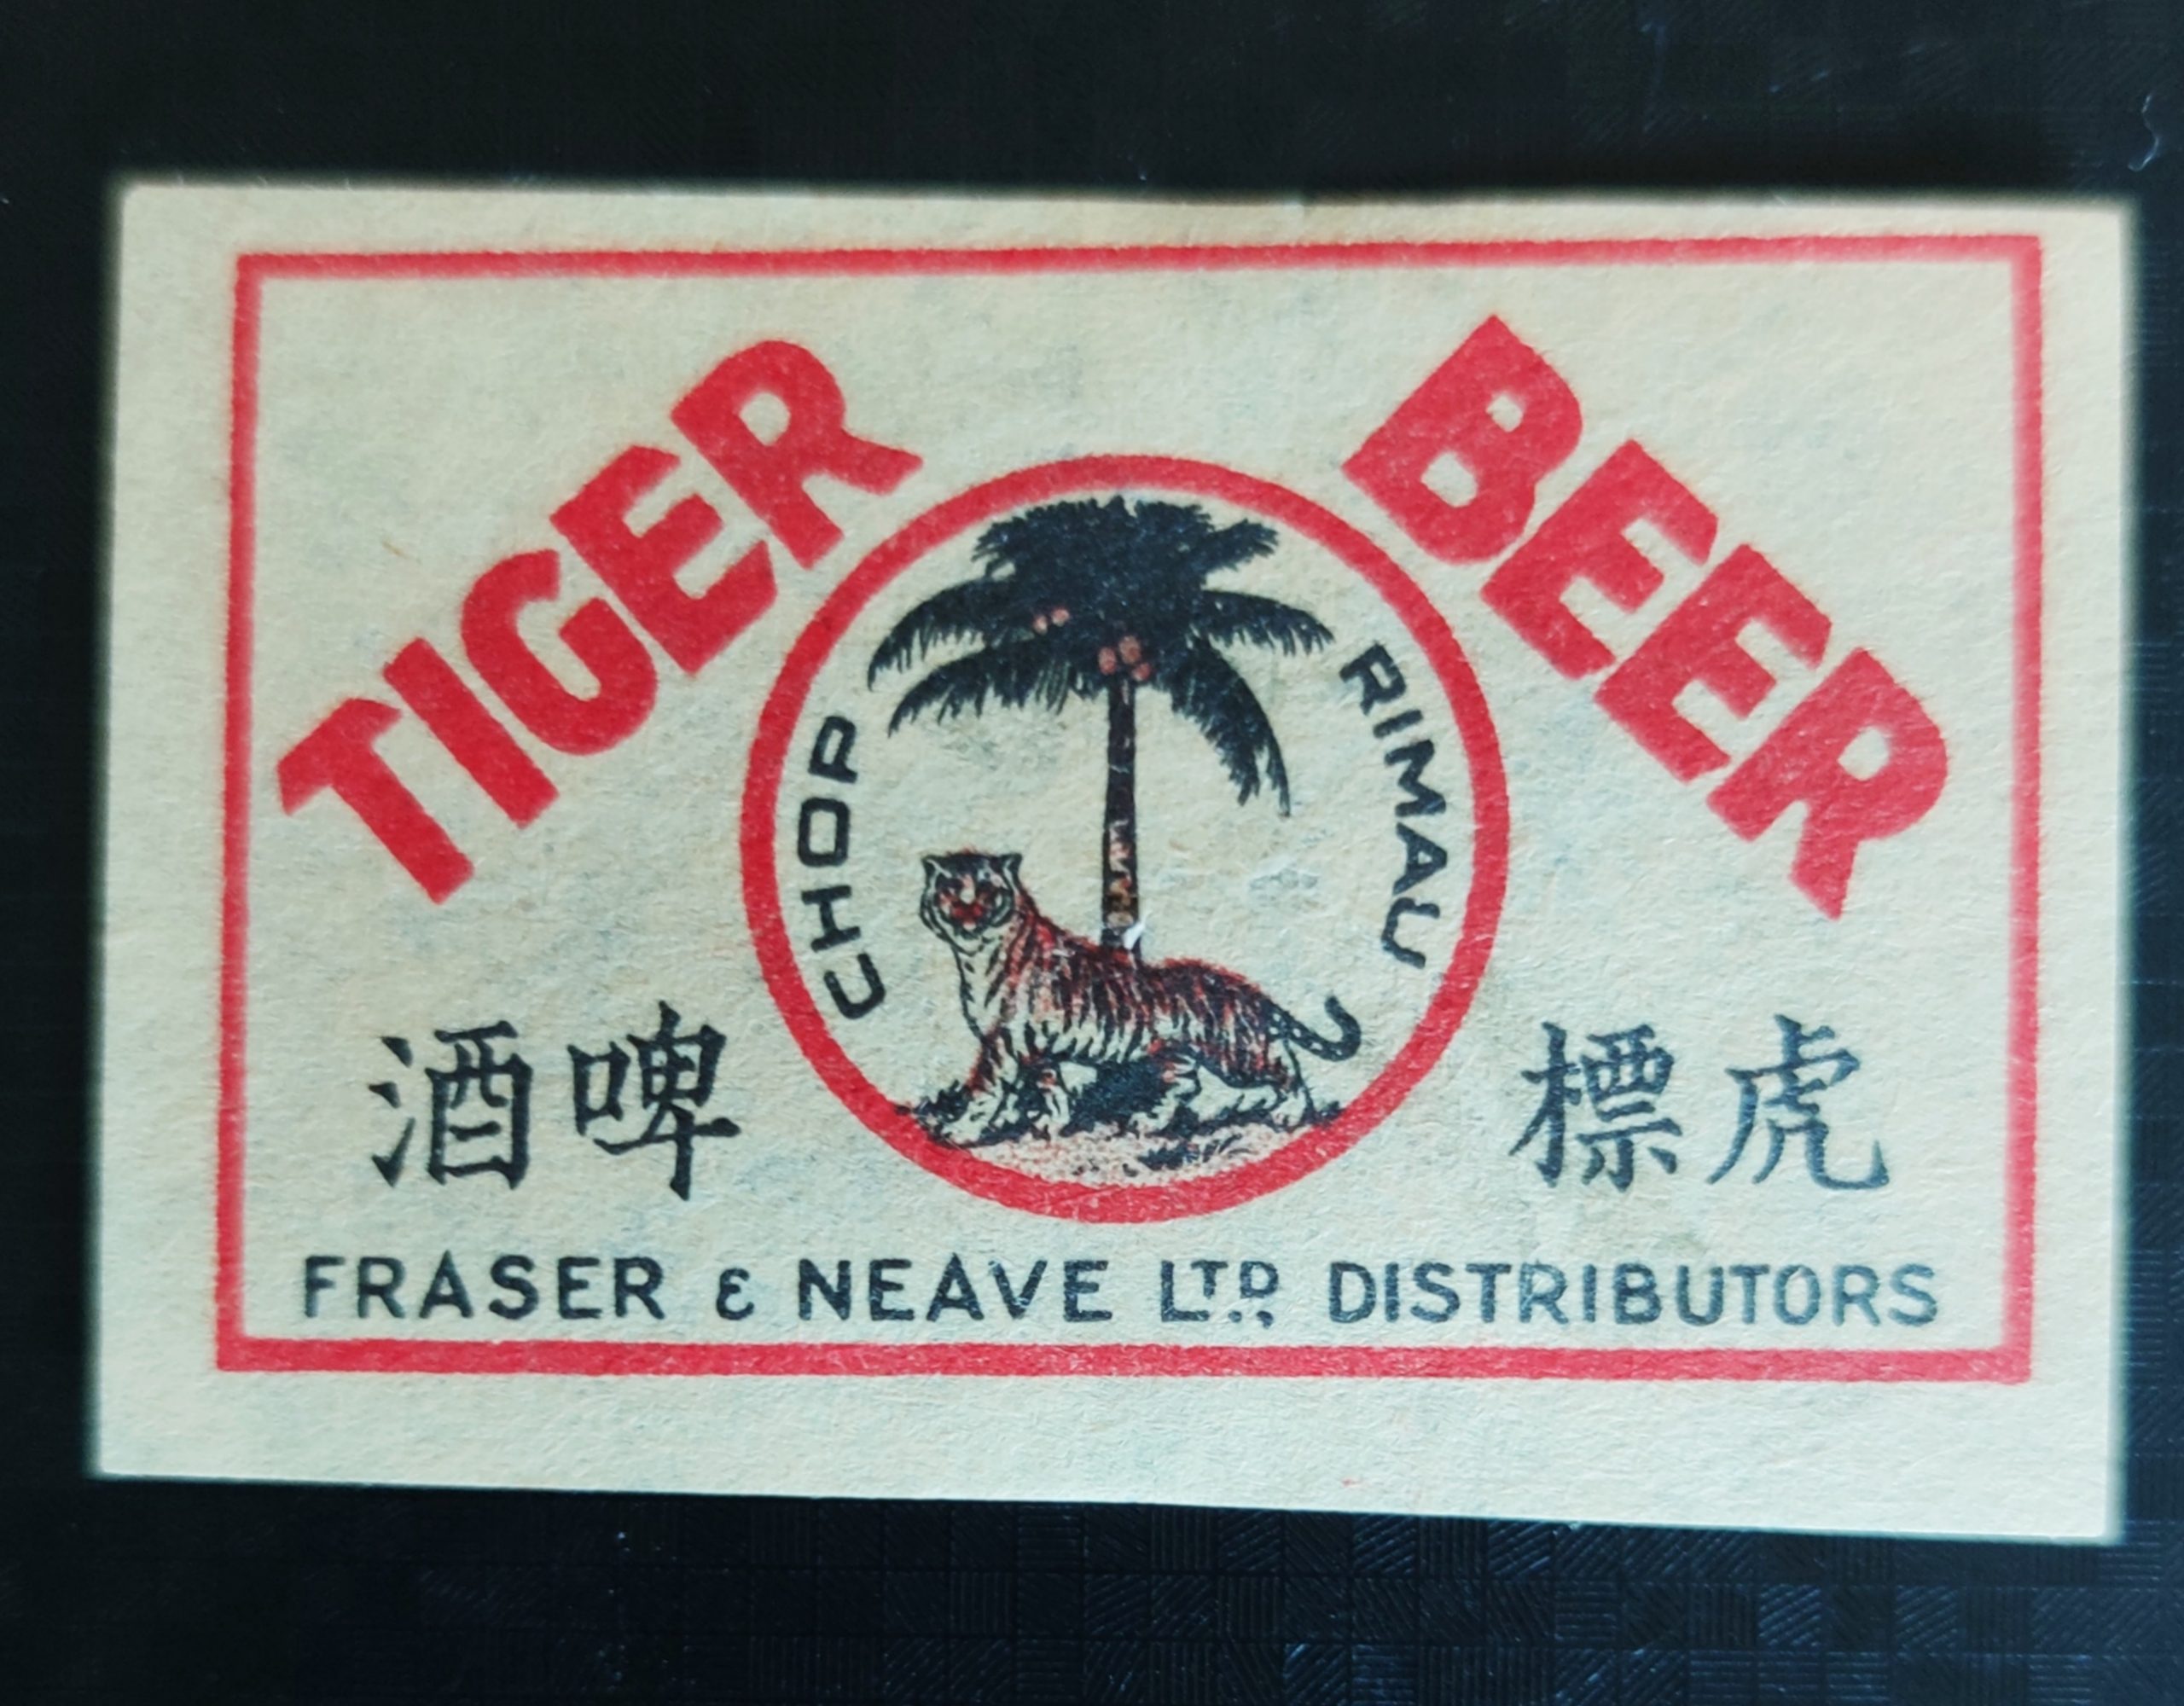 TIGER BEER
CHOP RIMAU
虎標啤酒
FRASER & NEAVE LTD. DISTRIBUTORS